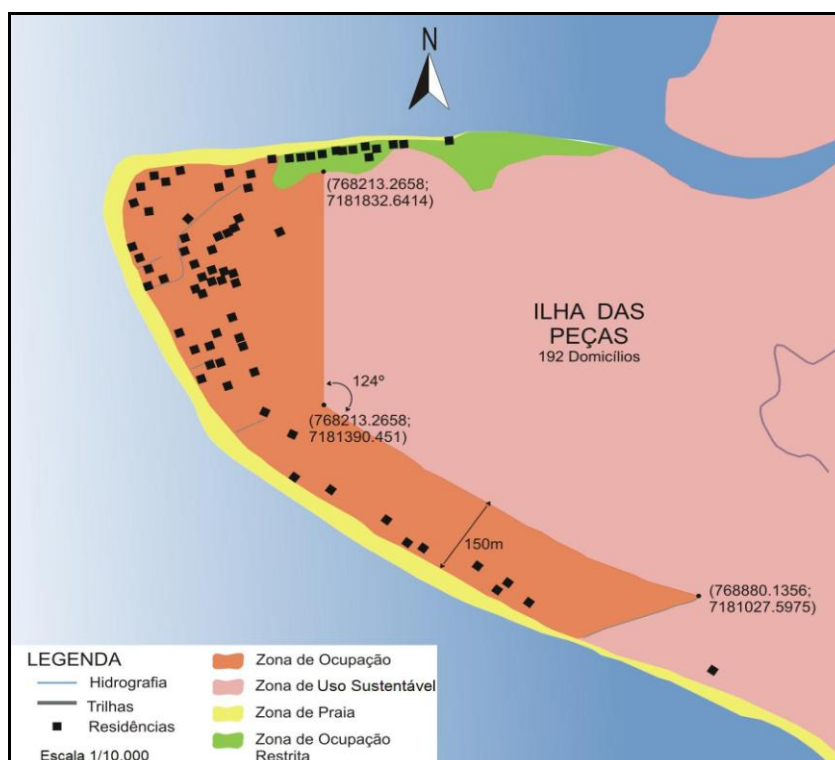 N
(768213.2658;
7181832.6414)
ILHA DAS
PEÇAS
192 Domicílios
124º
(768213.2658;
7181390.451)
150m
(768880.1356;
7181027.5975)
LEGENDA
Hidrografia
Trilhas
Residências
Escala 1/10.000
Zona de Ocupação
Zona de Uso Sustentável
Zona de Praia
Zona de Ocupação
Restrita